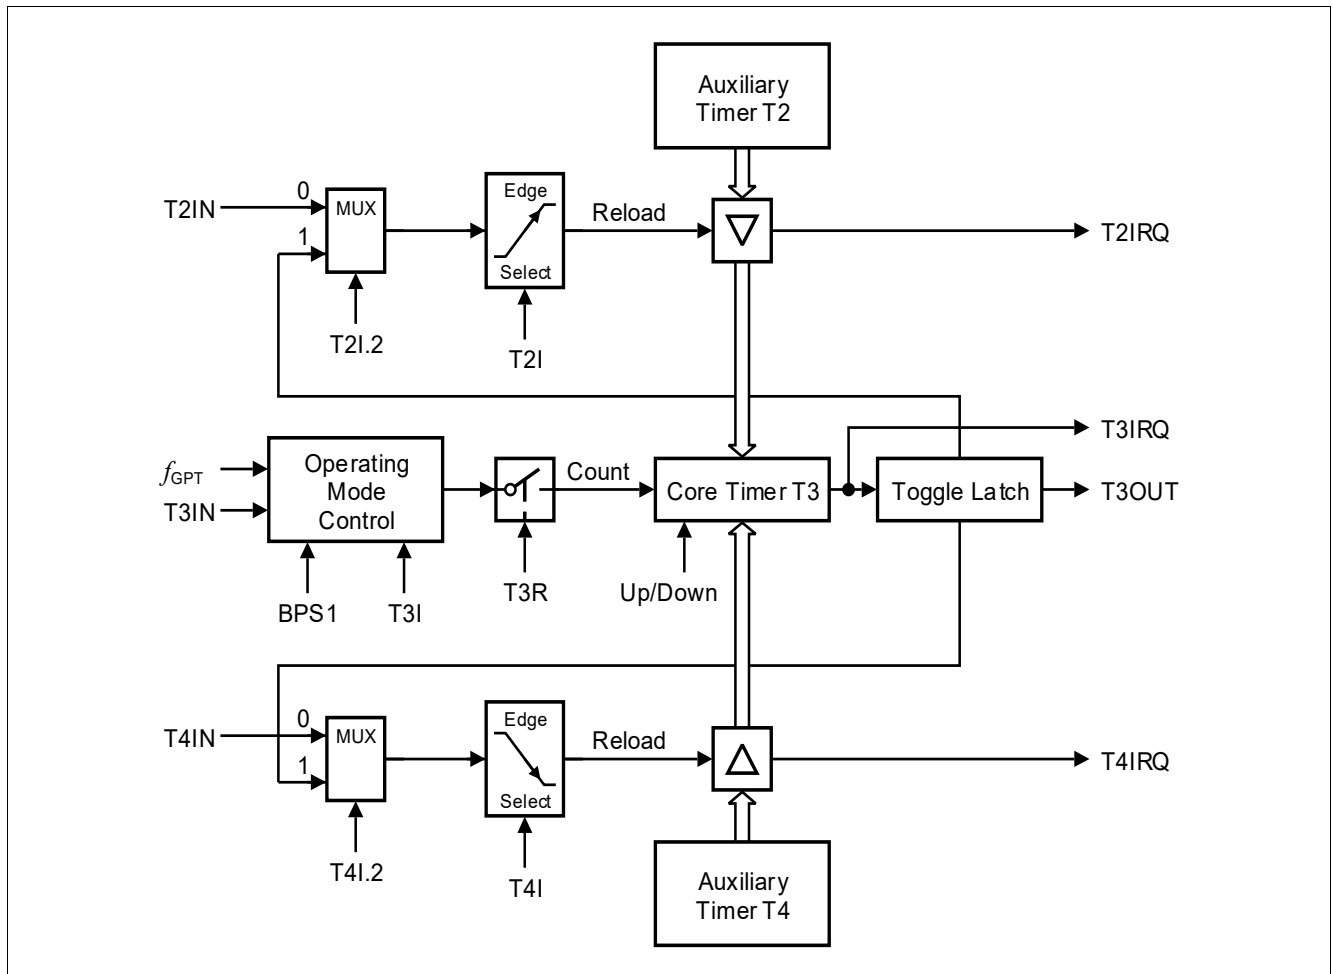 Auxiliary
Timer T2
T2IN
0
1
MUX
T2I.2
Edge
Select
T2I
Reload
T2IRQ
fGPT
T3IN
Operating
Mode
Control
BPS1
T3I
T3R
Count
Core Timer T3
Up/Down
Toggle Latch
T3IRQ
T3OUT
T4IN
0
1
MUX
T4I.2
Edge
Select
T4I
Reload
T4IRQ
Auxiliary
Timer T4